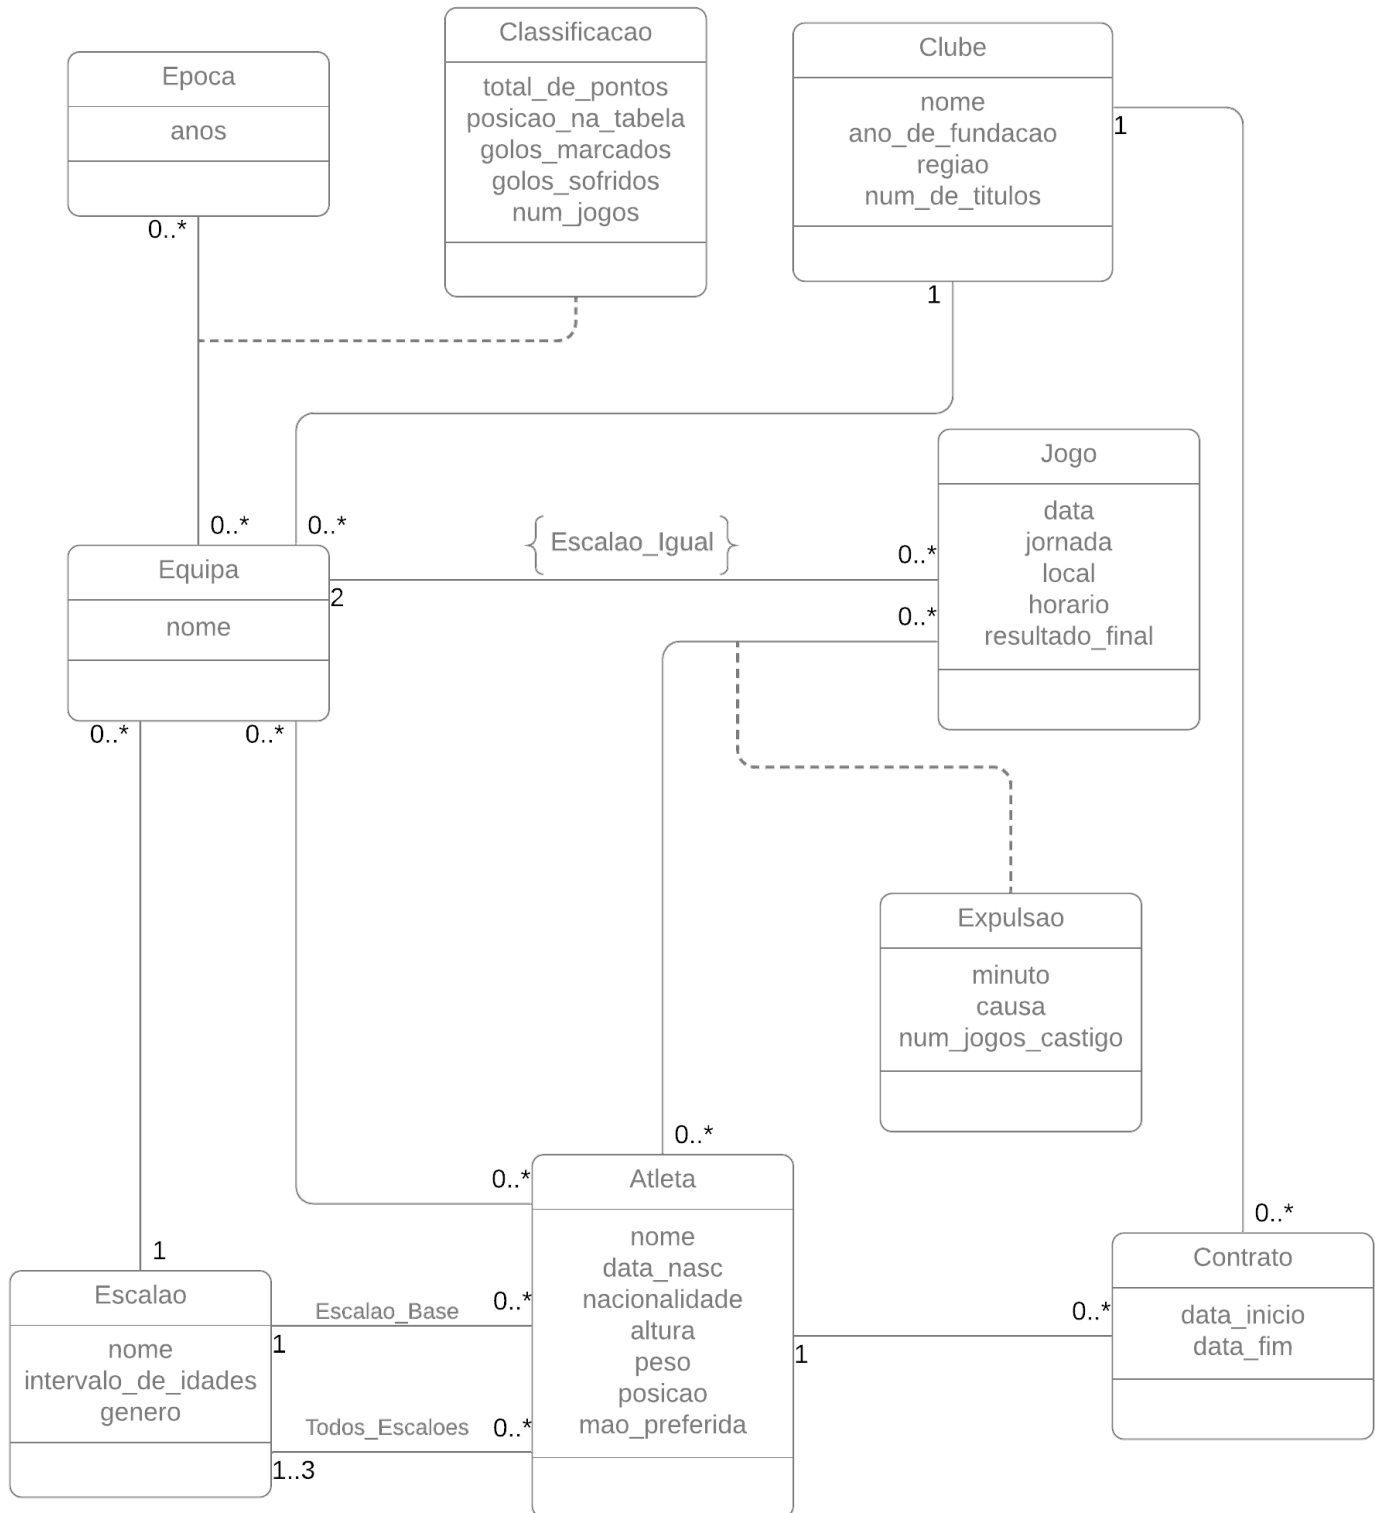 Epoca
anos
0..*
Classificacao
total_de_pontos
posicao_na_tabela
golos_marcados
golos_sofridos
num_jogos
Clube
nome
ano_de_fundacao
regiao
num_de_titulos
1
1
0..*
0..*
Equipa
nome
2
0..*
0..*
Escalao_Igual
0..*
0..*
Jogo
data
jornada
local
horario
resultado_final
Expulsao
minuto
causa
num_jogos_castigo
0..*
0..*
Atleta
nome
data_nasc
nacionalidade
altura
peso
posicao
mao_preferida
1
Escalao
nome
intervalo_de_idades
genero
Escalao_Base
0..*
1
Todos_Escaloes
0..*
1..3
0..*
Contrato
data_inicio
data_fim
0..*
1